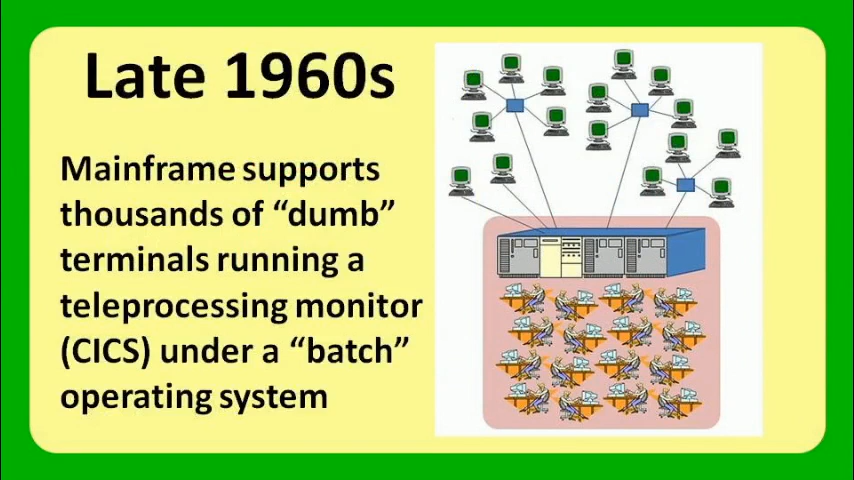 Late 1960s
Mainframe supports
thousands of “dumb”
terminals running a
teleprocessing monitor
(CICS) under a “batch”
operating system